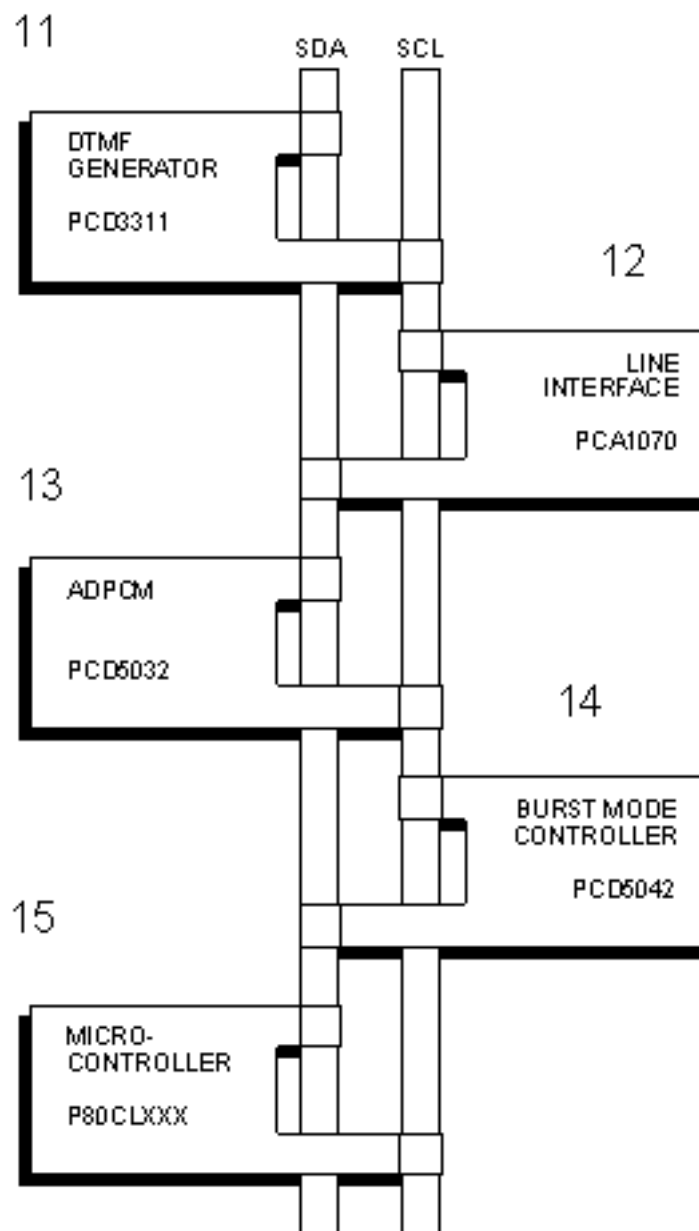 11
SDA SCL
DTMF
GENERATOR
PCD3311
12
LINE
INTERFACE
PCA1070
13
ADPCM
PCD5032
14
BURST MODE
CONTROLLER
PCD5042
15
MICRO-
CONTROLLER
P80CLXXX